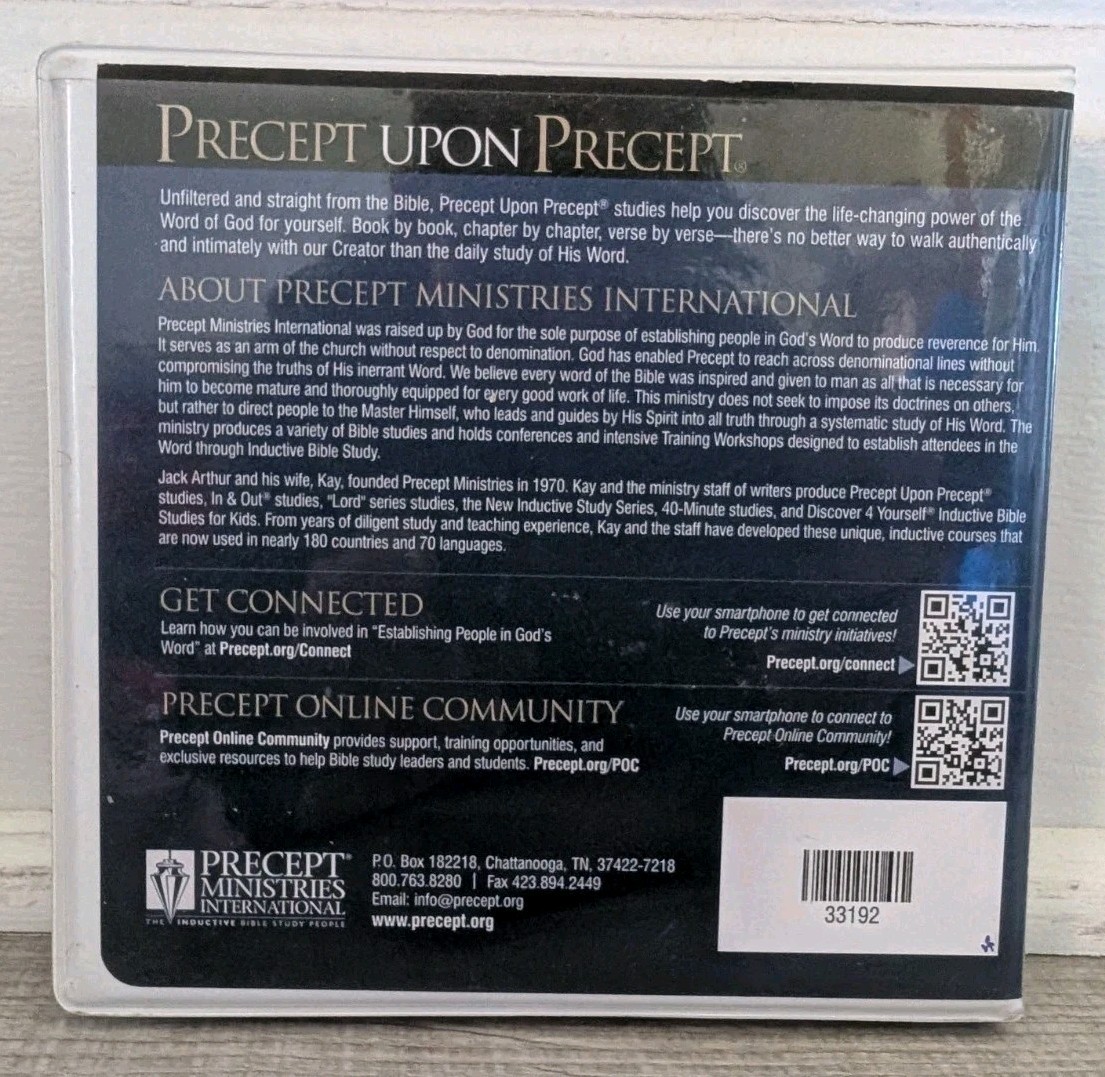 PRECEPT UPON PRECEPT®
Unfiltered and straight from the Bible, Precept Upon Precept® studies help you discover the life-changing power of the
Word of God for yourself. Book by book, chapter by chapter, verse by verse—there's no better way to walk authentically
and intimately with our Creator than the daily study of His Word.
ABOUT PRECEPT MINISTRIES INTERNATIONAL
Precept Ministries International was raised up by God for the sole purpose of establishing people in God's Word to produce reverence for Him.
It serves as an arm of the church without respect to denomination. God has enabled Precept to reach across denominational lines without
compromising the truths of His inerrant Word. We believe every word of the Bible was inspired and given to man as all that is necessary for
him to become mature and thoroughly equipped for every good work of life. This ministry does not seek to impose its doctrines on others,
but rather to direct people to the Master Himself, who leads and guides by His Spirit into all truth through a systematic study of His Word. The
ministry produces a variety of Bible studies and holds conferences and intensive Training Workshops designed to establish attendees in the
Word through Inductive Bible Study.
Jack Arthur and his wife, Kay, founded Precept Ministries in 1970. Kay and the ministry staff of writers produce Precept Upon Precept®
studies, In & Out® studies, "Lord" series studies, the New Inductive Study Series, 40-Minute studies, and Discover 4 Yourself® Inductive Bible
Studies for Kids. From years of diligent study and teaching experience, Kay and the staff have developed these unique, inductive courses that
are now used in nearly 180 countries and 70 languages.
GET CONNECTED
Learn how you can be involved in "Establishing People in God's
Word" at Precept.org/Connect
Use your smartphone to get connected
to Precept's ministry initiatives!
Precept.org/connect
PRECEPT ONLINE COMMUNITY
Precept Online Community provides support, training opportunities, and
exclusive resources to help Bible study leaders and students. Precept.org/POC
Use your smartphone to connect to
Precept Online Community!
Precept.org/POC
PRECEPT®
MINISTRIES
INTERNATIONAL
THE INDUCTIVE BIBLE STUDY PEOPLE
P.O. Box 182218, Chattanooga, TN, 37422-7218
800.763.8280 | Fax 423.894.2449
Email: info@precept.org
www.precept.org
33192